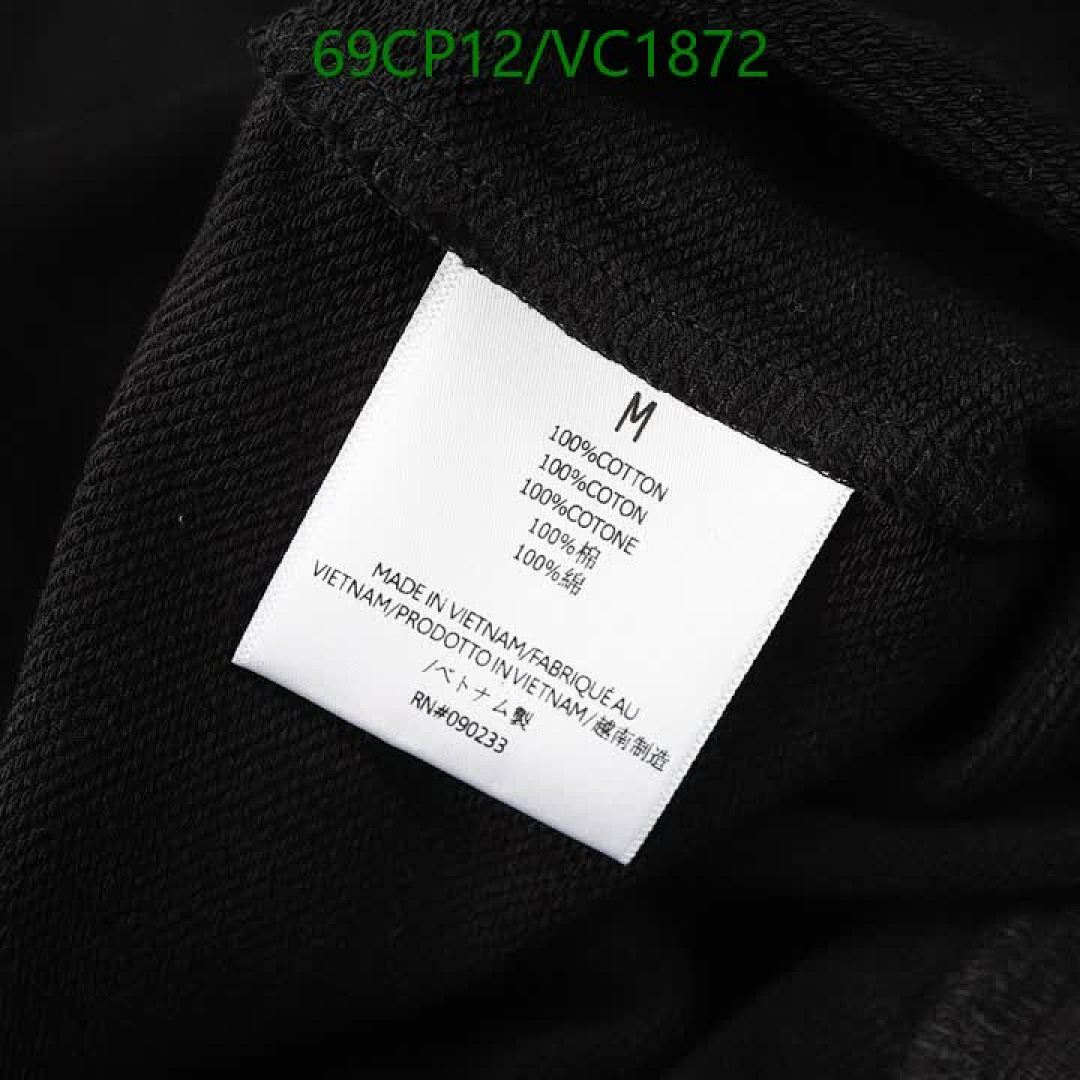 69CP12/VC1872
M
100%COTTON
100%COTON
100%COTONE
100%棉
100%綿
MADE IN VIETNAM/FABRIQUÉ AU
VIETNAM/PRODOTTO IN VIETNAM/越南制造
/ベトナム製
RN#090233